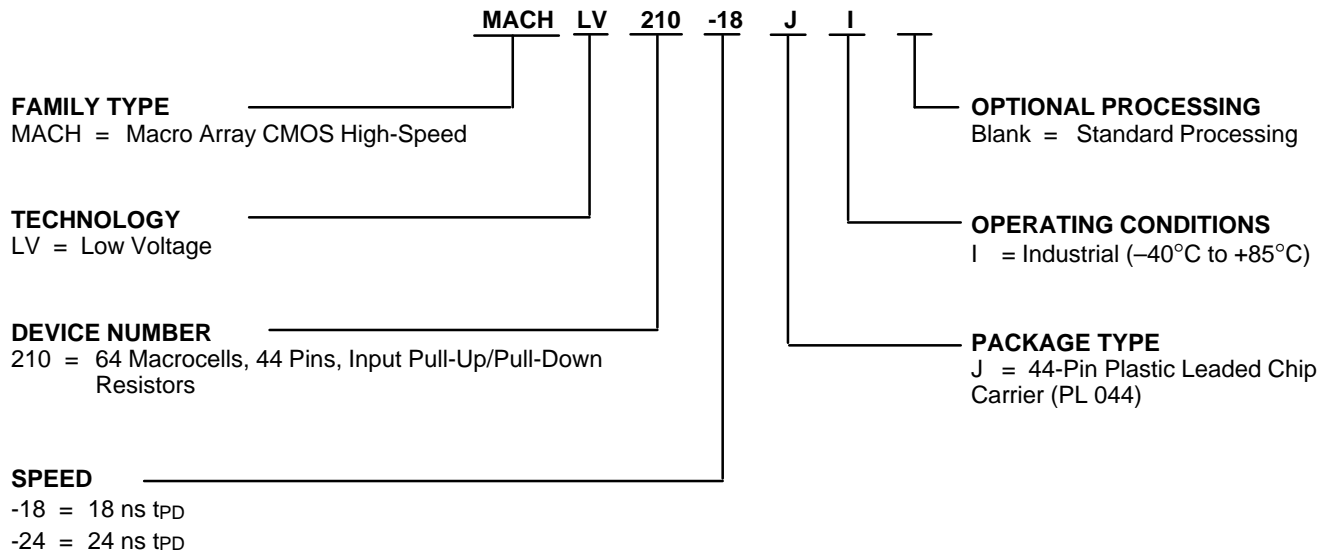 MACH LV 210 -18 J I
FAMILY TYPE
MACH = Macro Array CMOS High-Speed
TECHNOLOGY
LV = Low Voltage
DEVICE NUMBER
210 = 64 Macrocells, 44 Pins, Input Pull-Up/Pull-Down
Resistors
SPEED
-18 = 18 ns tPD
-24 = 24 ns tPD
OPTIONAL PROCESSING
Blank = Standard Processing
OPERATING CONDITIONS
I = Industrial (–40°C to +85°C)
PACKAGE TYPE
J = 44-Pin Plastic Leaded Chip
Carrier (PL 044)